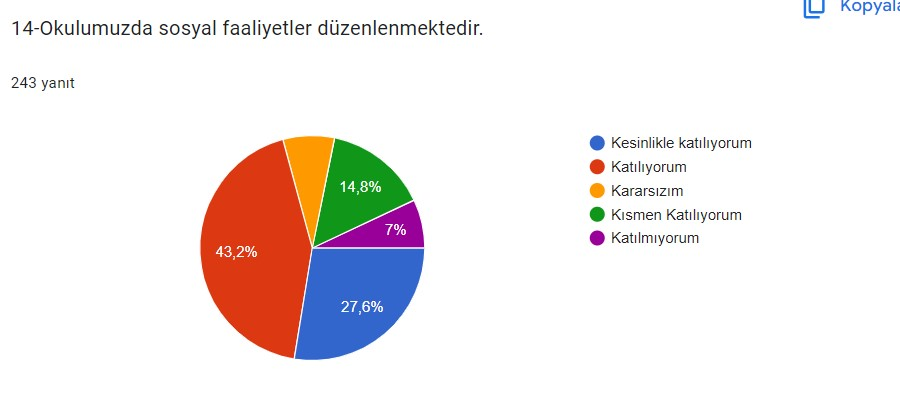 Kopyala
14-Okulumuzda sosyal faaliyetler düzenlenmektedir.
243 yanıt
14,8%
7%
43,2%
27,6%
Kesinlikle katılıyorum
Katılıyorum
Kararsızım
Kısmen Katılıyorum
Katılmıyorum